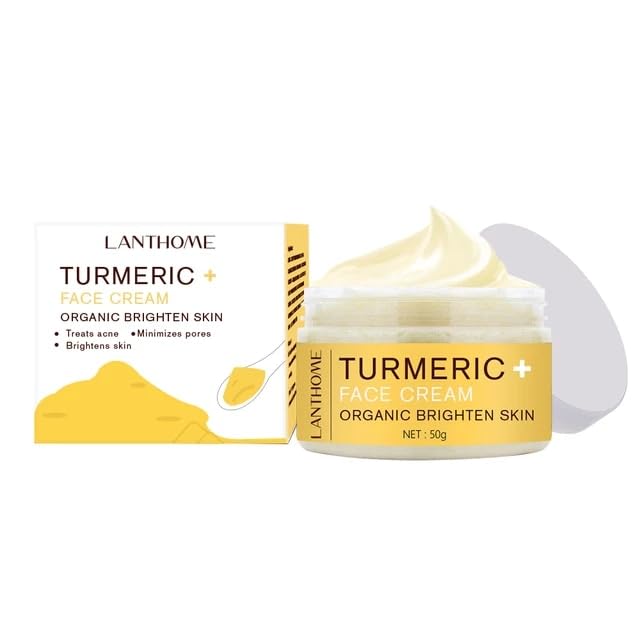 LANTHOME
TURMERIC +
FACE CREAM
ORGANIC BRIGHTEN SKIN
• Treats acne •Minimizes pores
• Brightens skin
LANTHOME
TURMERIC +
FACE CREAM
ORGANIC BRIGHTEN SKIN
NET : 50g